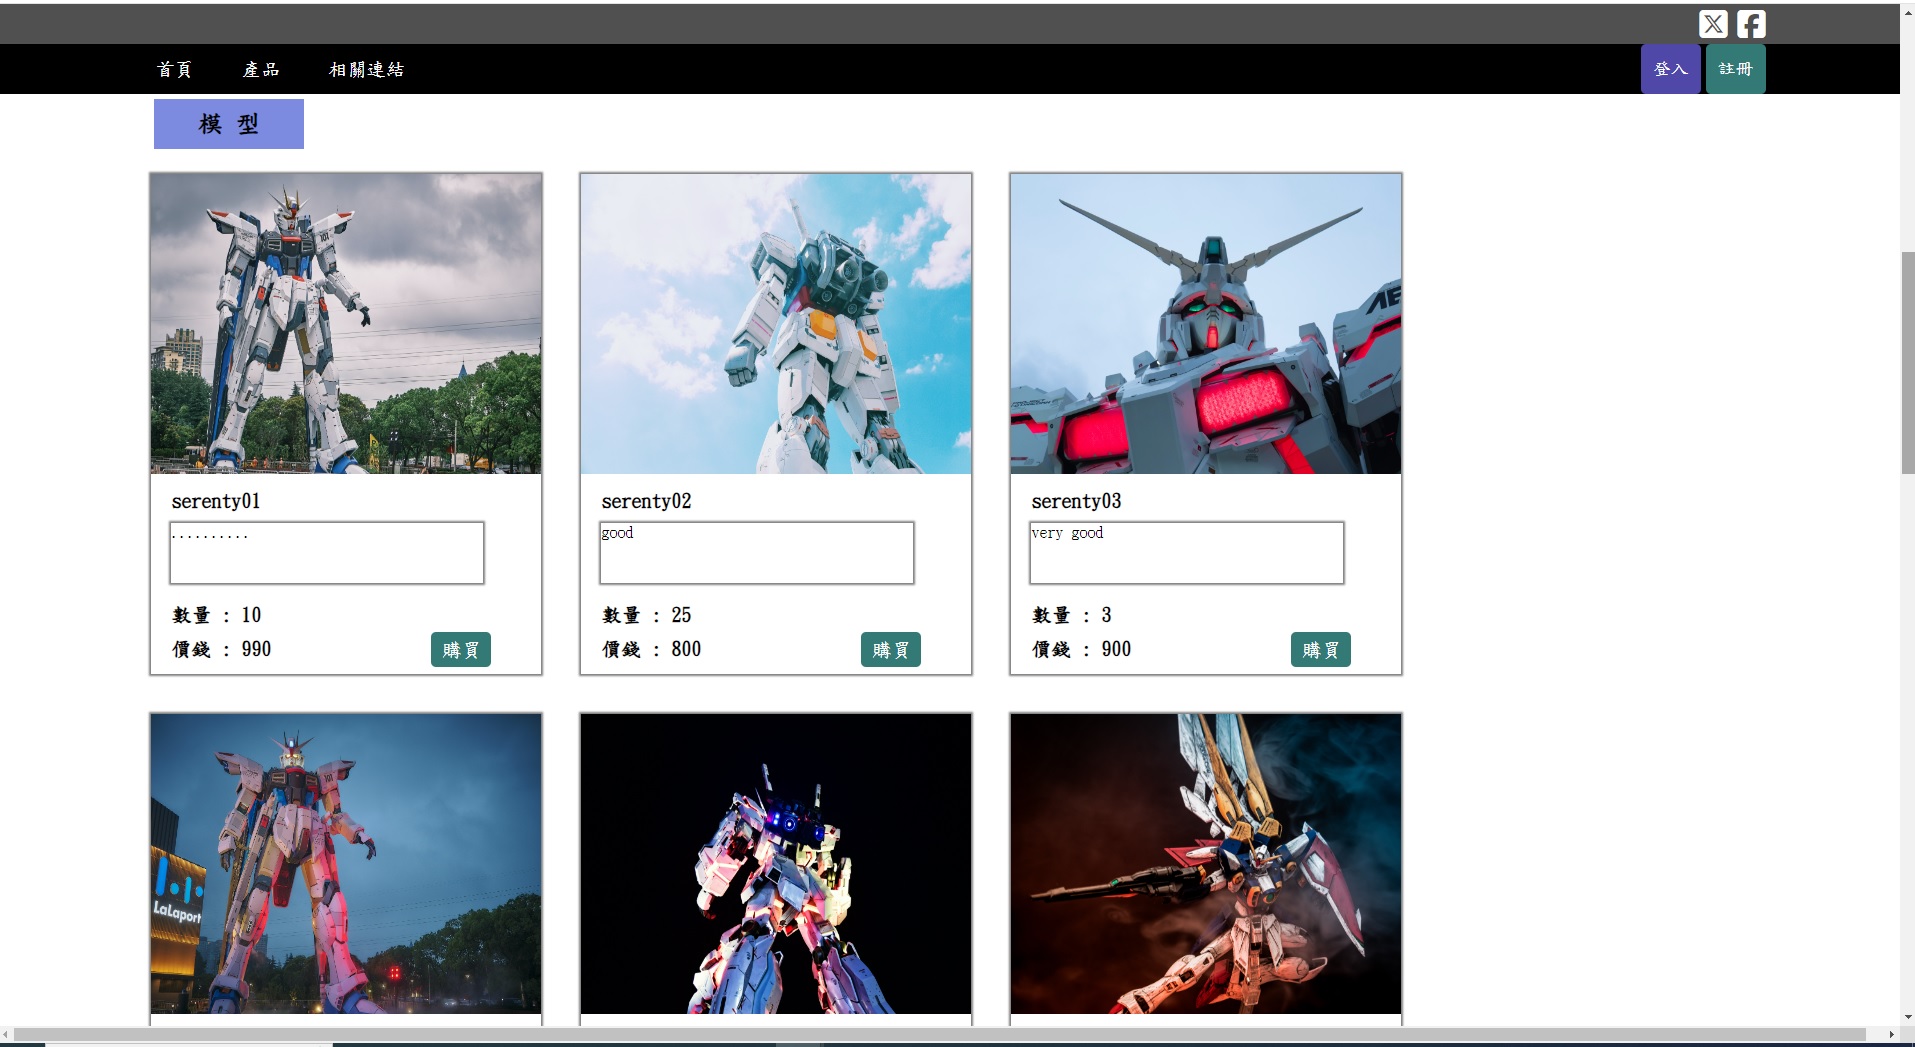 首頁 產品 相關連結 登入 註冊
模 型
serenty01
..........
數量 : 10
價錢 : 990
購買
serenty02
good
數量 : 25
價錢 : 800
購買
serenty03
very good
數量 : 3
價錢 : 900
購買
LaLaport